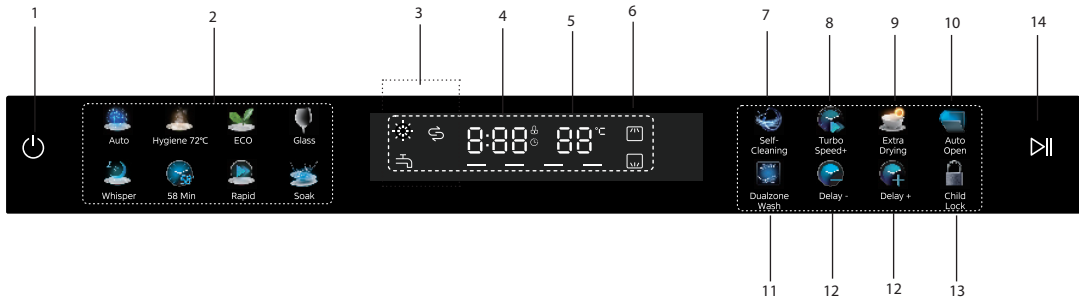 1 2 3 4 5 6 7 8 9 10 14
Auto Hygiene 72℃ ECO Glass
Whisper 58 Min Rapid Soak
8:88 88 ℃
Self-
Cleaning
Turbo
Speed+
Extra
Drying
Auto
Open
Dualzone
Wash
Delay -
Delay +
Child
Lock
11 12 12 13